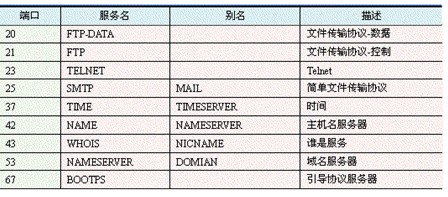 端口 服务名 别名 描述
20 FTP-DATA 文件传输协议-数据
21 FTP 文件传输协议-控制
23 TELNET Telnet
25 SMTP MAIL 简单文件传输协议
37 TIME TIMESERVER 时间
42 NAME NAMESERVER 主机名服务器
43 WHOIS NICNAME 谁是服务
53 NAMESERVER DOMIAN 域名服务器
67 BOOTPS 引导协议服务器